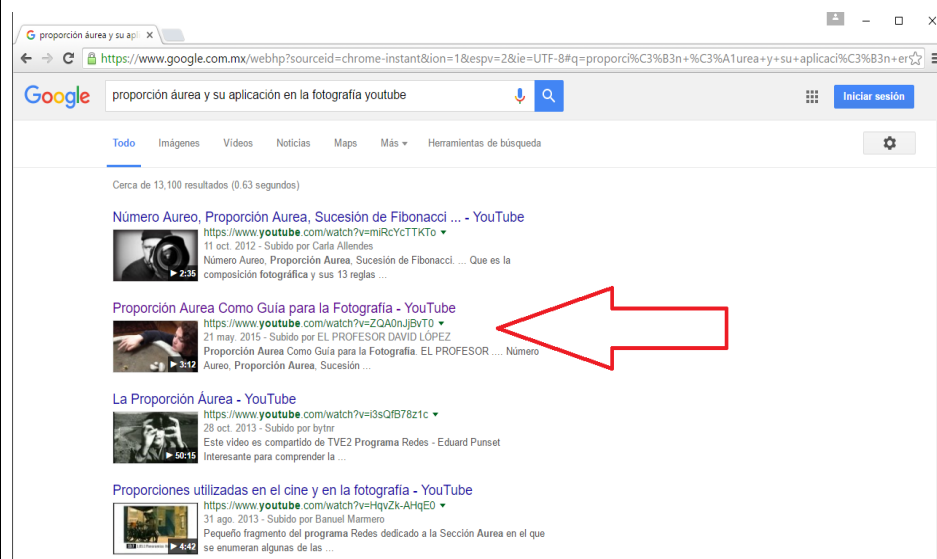 proporción áurea y su apl
https://www.google.com.mx/webhp?sourceid=chrome-instant&ion=1&espv=2&ie=UTF-8#q=proporci%C3%B3n+%C3%A1urea+y+su+aplicaci%C3%B3n+en
Google
proporción áurea y su aplicación en la fotografía youtube
Iniciar sesión
Todo Imágenes Vídeos Noticias Maps Más Herramientas de búsqueda
Cerca de 13,100 resultados (0.63 segundos)
Número Aureo, Proporción Aurea, Sucesión de Fibonacci ... - YouTube
https://www.youtube.com/watch?v=miRcYcTTKTo
11 oct. 2012 - Subido por Carla Allendes
Número Aureo, Proporción Aurea, Sucesión de Fibonacci. ... Que es la
2:35 composición fotográfica y sus 13 reglas ...
Proporción Aurea Como Guía para la Fotografía - YouTube
https://www.youtube.com/watch?v=ZQA0nJjBvT0
21 may. 2015 - Subido por EL PROFESOR DAVID LÓPEZ
Proporción Aurea Como Guía para la Fotografía. EL PROFESOR .... Número
3:12 Aureo, Proporción Aurea, Sucesión ...
La Proporción Áurea - YouTube
https://www.youtube.com/watch?v=i3sQfB78z1c
28 oct. 2013 - Subido por bytnr
Este video es compartido de TVE2 Programa Redes - Eduard Punset
50:15 Interesante para comprender la ...
Proporciones utilizadas en el cine y en la fotografía - YouTube
https://www.youtube.com/watch?v=HqvZk-AHqE0
31 ago. 2013 - Subido por Banuel Marmero
Pequeño fragmento del programa Redes dedicado a la Sección Aurea en el que
4:42 se enumeran algunas de las ...